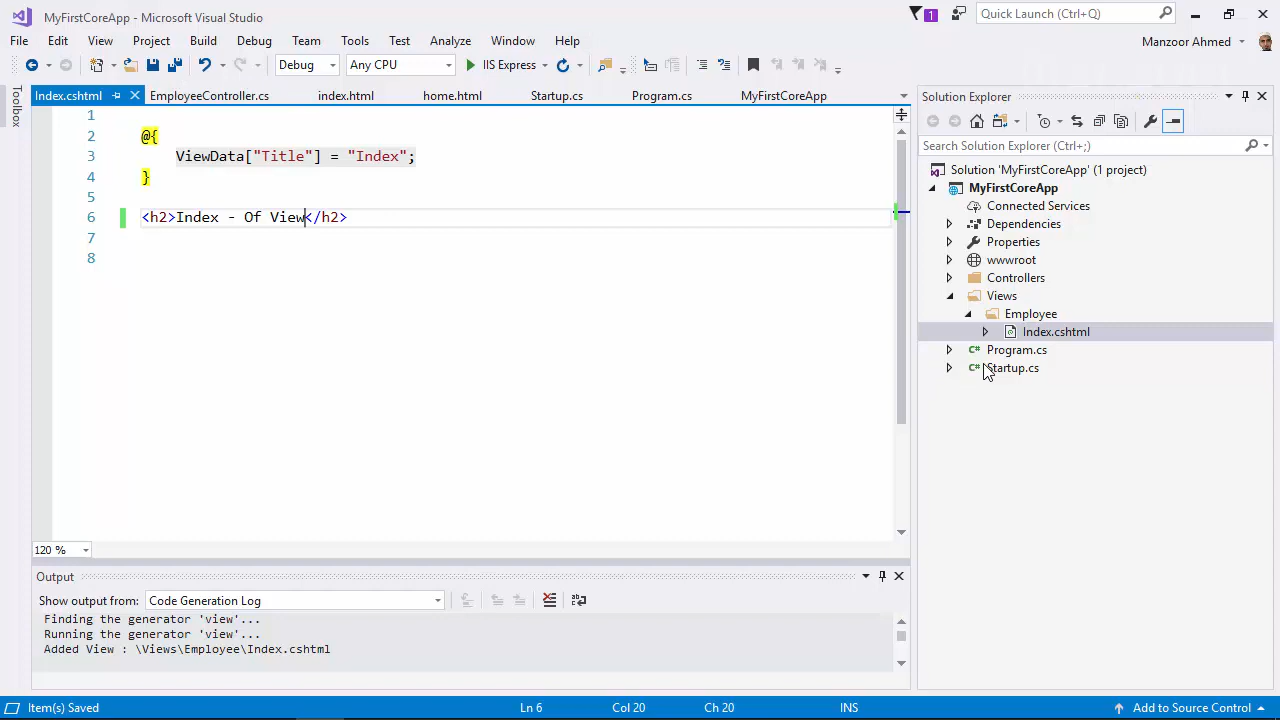 MyFirstCoreApp - Microsoft Visual Studio
1
Quick Launch (Ctrl+Q)
File Edit View Project Build Debug Team Tools Test Analyze Window Help
Manzoor Ahmed
Debug Any CPU IIS Express
Toolbox
Index.cshtml EmployeeController.cs index.html home.html Startup.cs Program.cs MyFirstCoreApp
1
2 @{
3 ViewData["Title"] = "Index";
4 }
5
6 <h2>Index - Of View</h2>
7
8
120 %
Output
Show output from: Code Generation Log
Finding the generator 'view'...
Running the generator 'view'...
Added View : \Views\Employee\Index.cshtml
Solution Explorer
Search Solution Explorer (Ctrl+;)
Solution 'MyFirstCoreApp' (1 project)
MyFirstCoreApp
Connected Services
Dependencies
Properties
wwwroot
Controllers
Views
Employee
Index.cshtml
C# Program.cs
C# Startup.cs
Item(s) Saved Ln 6 Col 20 Ch 20 INS Add to Source Control